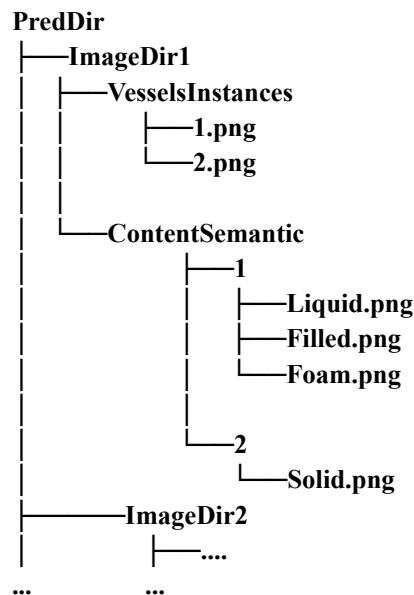 PredDir
ImageDir1
VesselsInstances
1.png
2.png
ContentSemantic
1
Liquid.png
Filled.png
Foam.png
2
Solid.png
ImageDir2
....
... ...